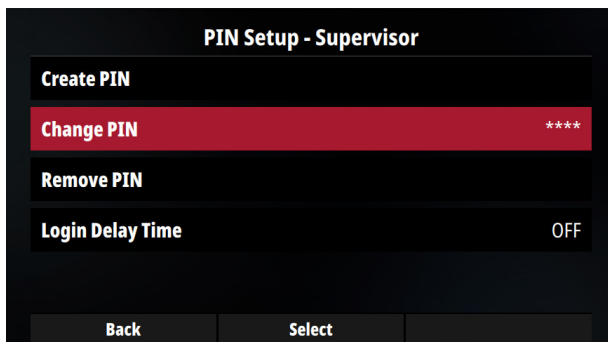 PIN Setup - Supervisor
Create PIN
Change PIN ****
Remove PIN
Login Delay Time OFF
Back Select